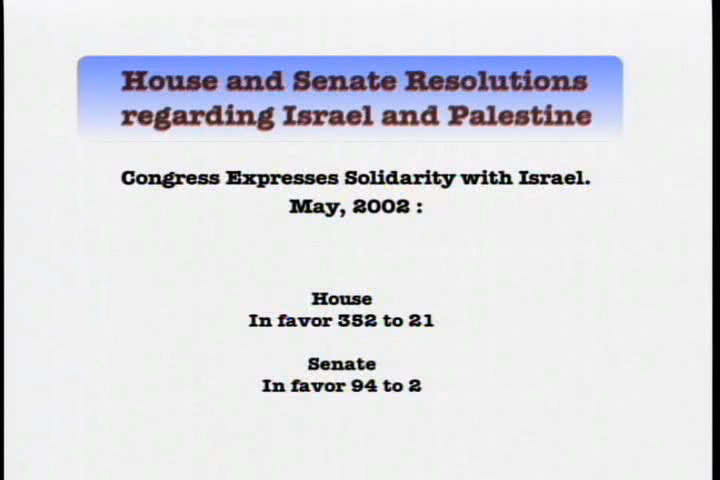 House and Senate Resolutions
regarding Israel and Palestine
Congress Expresses Solidarity with Israel.
May, 2002 :
House
In favor 352 to 21
Senate
In favor 94 to 2